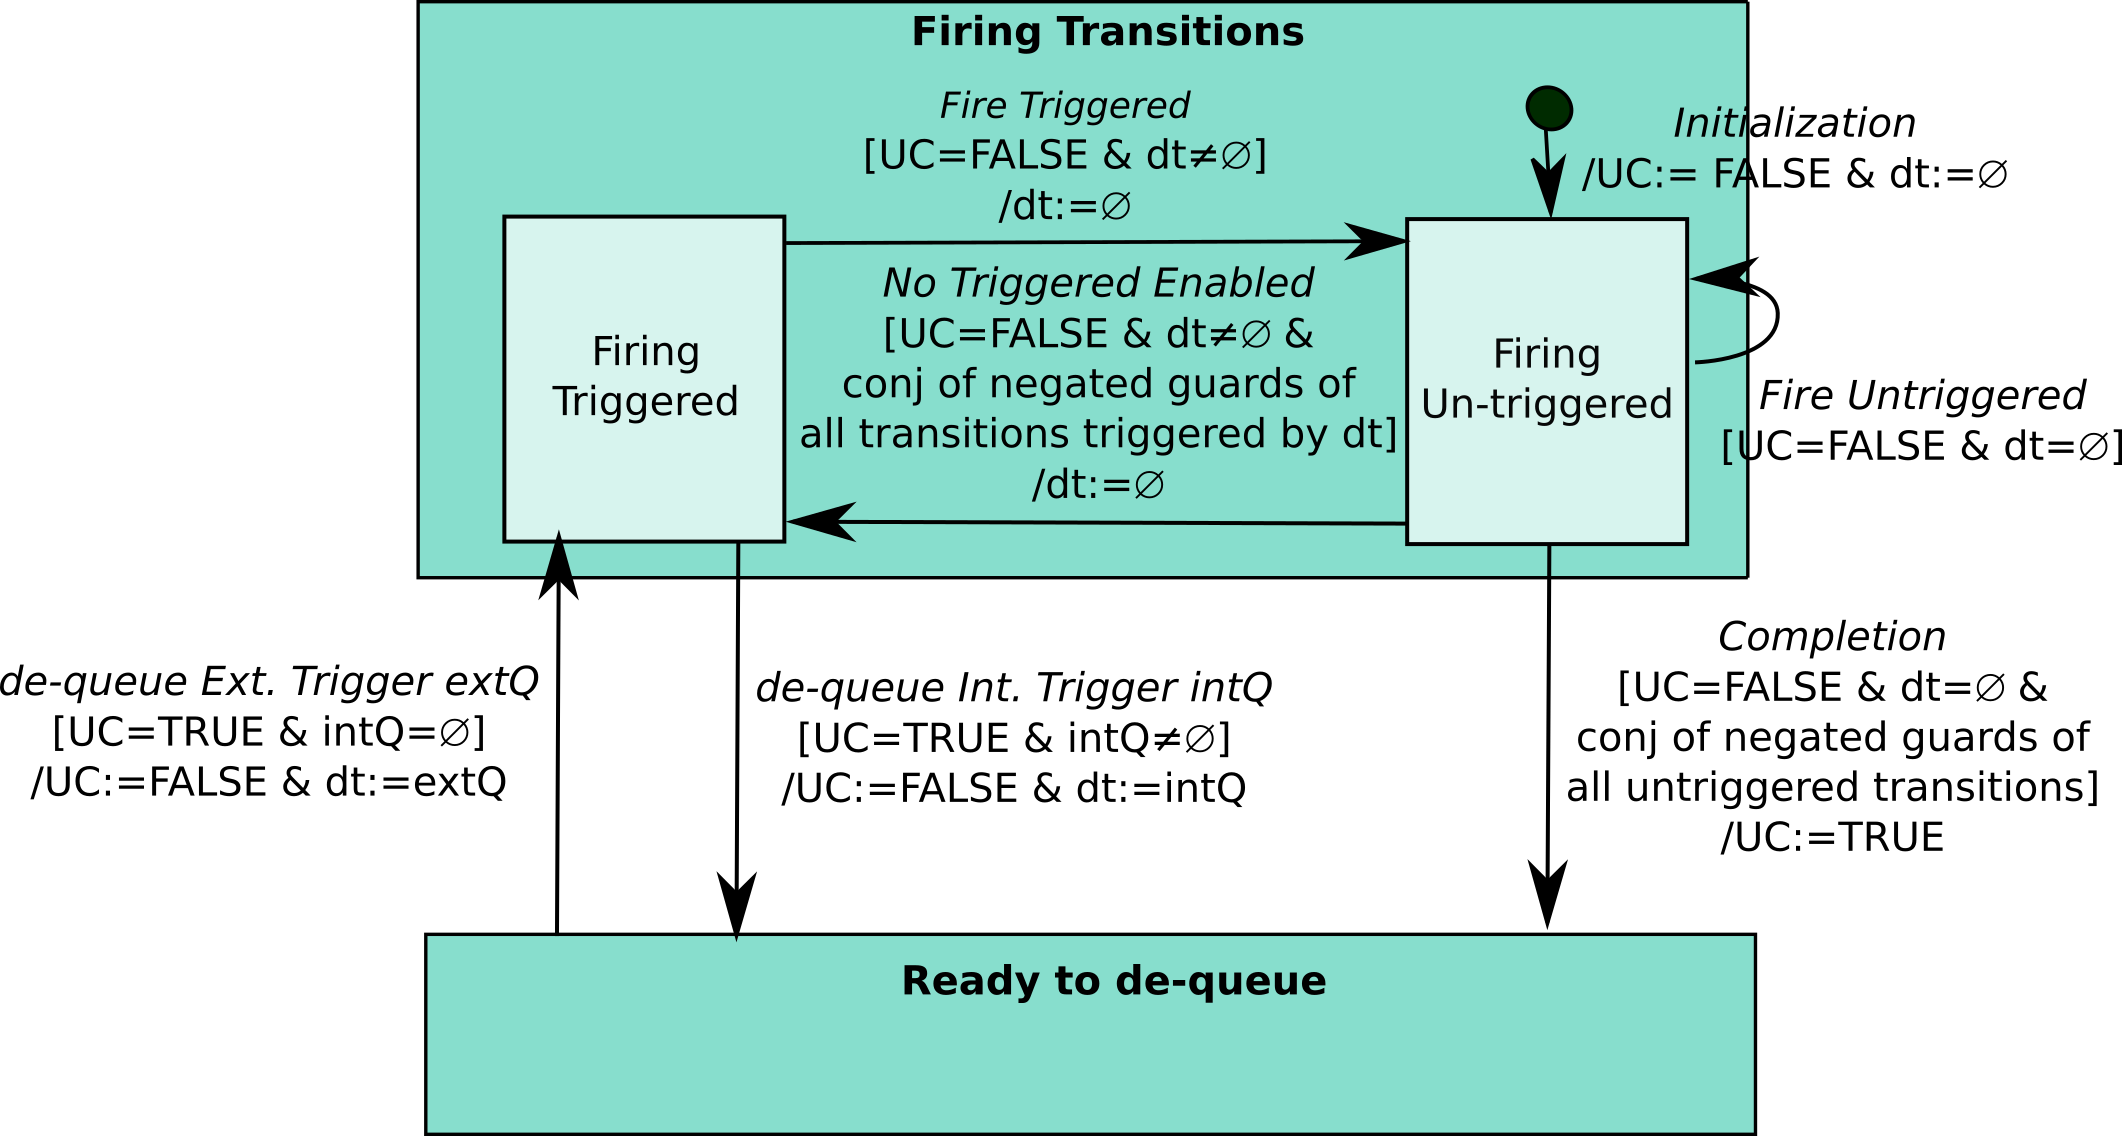 Firing Transitions
Fire Triggered
[UC=FALSE & dt≠∅]
/dt:=∅
Initialization
/UC:= FALSE & dt:=∅
No Triggered Enabled
[UC=FALSE & dt≠∅ &
conj of negated guards of
all transitions triggered by dt]
/dt:=∅
Firing
Triggered
Firing
Un-triggered
Fire Untriggered
[UC=FALSE & dt=∅]
de-queue Ext. Trigger extQ
[UC=TRUE & intQ=∅]
/UC:=FALSE & dt:=extQ
de-queue Int. Trigger intQ
[UC=TRUE & intQ≠∅]
/UC:=FALSE & dt:=intQ
Completion
[UC=FALSE & dt=∅ &
conj of negated guards of
all untriggered transitions]
/UC:=TRUE
Ready to de-queue